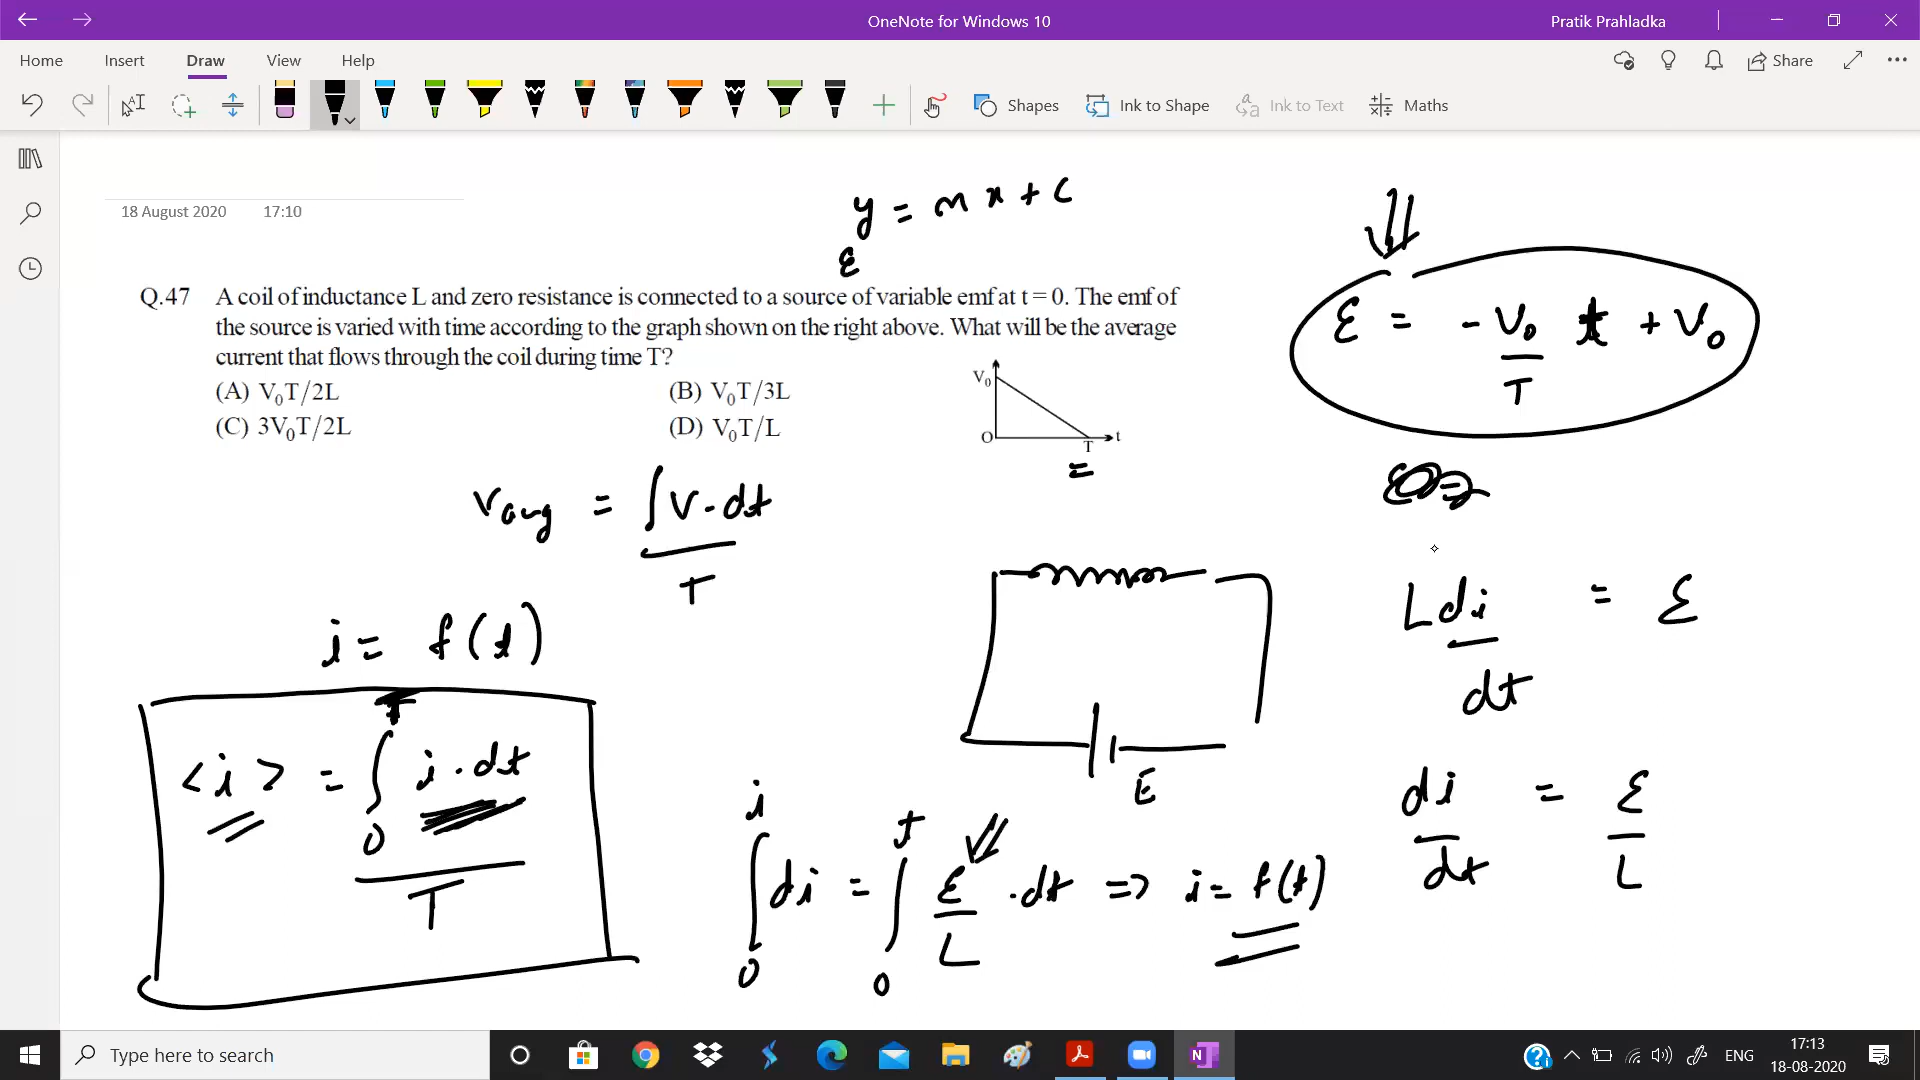 OneNote for Windows 10
Pratik Prahladka
Home Insert Draw View Help
Share
Shapes Ink to Shape Ink to Text Maths
18 August 2020 17:10
y = mx + c
ε
ε = -V₀/T t + V₀
Q.47 A coil of inductance L and zero resistance is connected to a source of variable emf at t = 0. The emf of
the source is varied with time according to the graph shown on the right above. What will be the average
current that flows through the coil during time T?
(A) V₀T/2L (B) V₀T/3L
(C) 3V₀T/2L (D) V₀T/L
V₀
O T t
=
Vavg = ∫V·dt / T
i = f(t)
<i> = ∫₀ᵀ i·dt / T
E
L di/dt = ε
di/dt = ε/L
∫₀ⁱ di = ∫₀ᵗ ε/L · dt => i = f(t)
Type here to search
ENG
17:13
18-08-2020